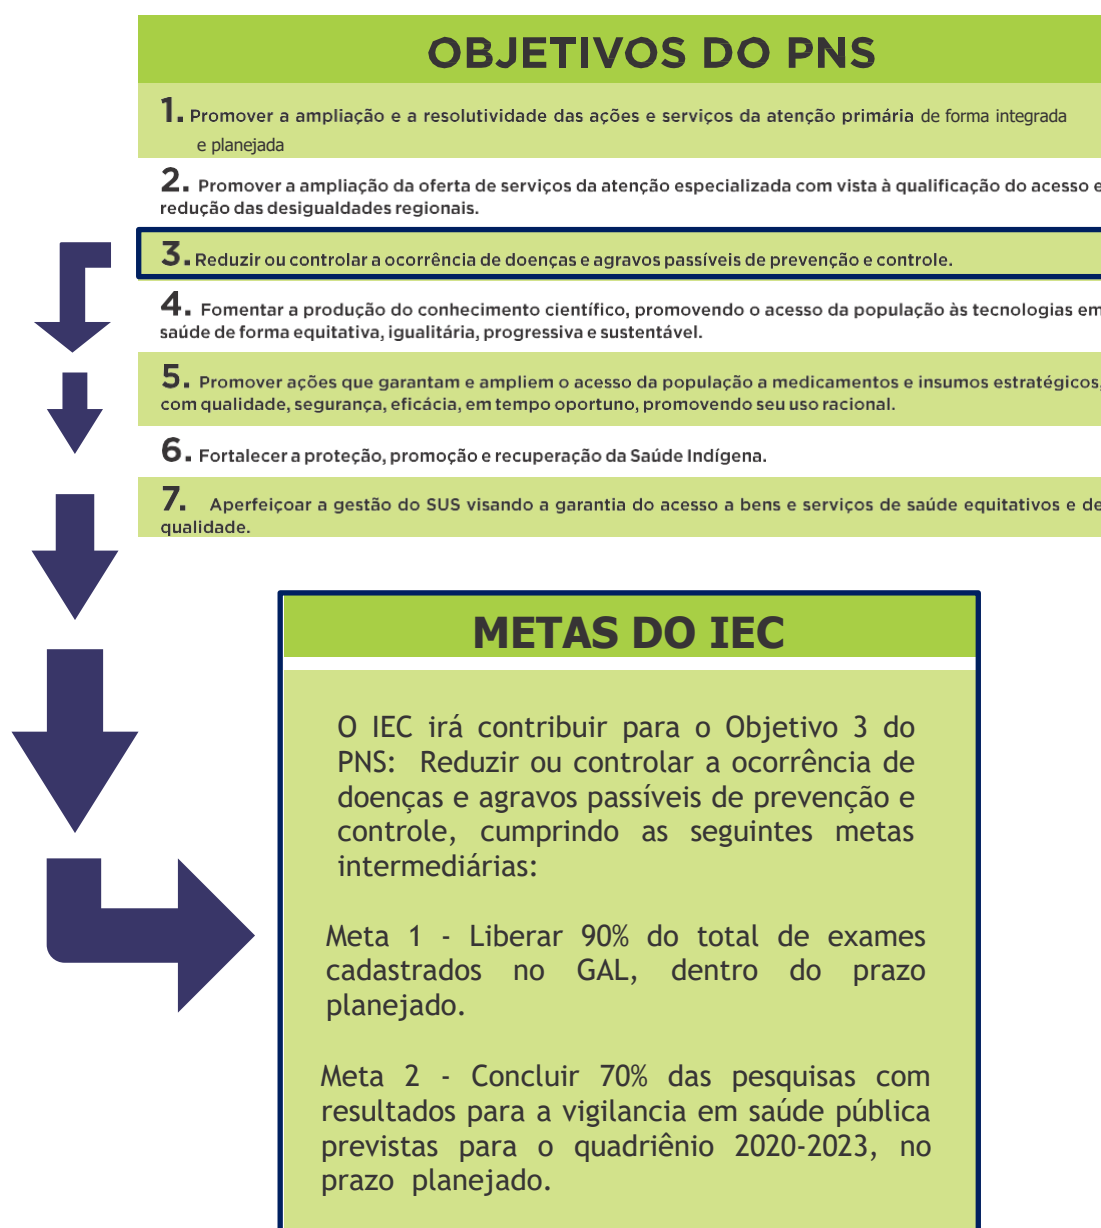 OBJETIVOS DO PNS
1. Promover a ampliação e a resolutividade das ações e serviços da atenção primária de forma integrada
e planejada
2. Promover a ampliação da oferta de serviços da atenção especializada com vista à qualificação do acesso e
redução das desigualdades regionais.
3. Reduzir ou controlar a ocorrência de doenças e agravos passíveis de prevenção e controle.
4. Fomentar a produção do conhecimento científico, promovendo o acesso da população às tecnologias em
saúde de forma equitativa, igualitária, progressiva e sustentável.
5. Promover ações que garantam e ampliem o acesso da população a medicamentos e insumos estratégicos,
com qualidade, segurança, eficácia, em tempo oportuno, promovendo seu uso racional.
6. Fortalecer a proteção, promoção e recuperação da Saúde Indígena.
7. Aperfeiçoar a gestão do SUS visando a garantia do acesso a bens e serviços de saúde equitativos e de
qualidade.
METAS DO IEC
O IEC irá contribuir para o Objetivo 3 do
PNS: Reduzir ou controlar a ocorrência de
doenças e agravos passíveis de prevenção e
controle, cumprindo as seguintes metas
intermediárias:
Meta 1 - Liberar 90% do total de exames
cadastrados no GAL, dentro do prazo
planejado.
Meta 2 - Concluir 70% das pesquisas com
resultados para a vigilancia em saúde pública
previstas para o quadriênio 2020-2023, no
prazo planejado.